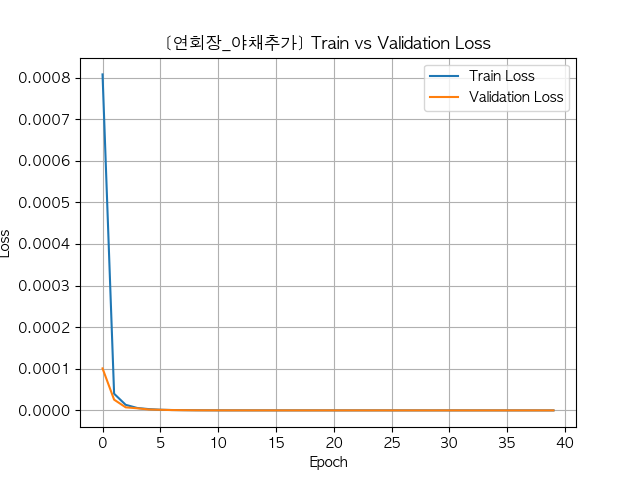 [연회장_야채추가] Train vs Validation Loss
Train Loss
Validation Loss
0.0008
0.0007
0.0006
0.0005
0.0004
0.0003
0.0002
0.0001
0.0000
Loss
0 5 10 15 20 25 30 35 40
Epoch